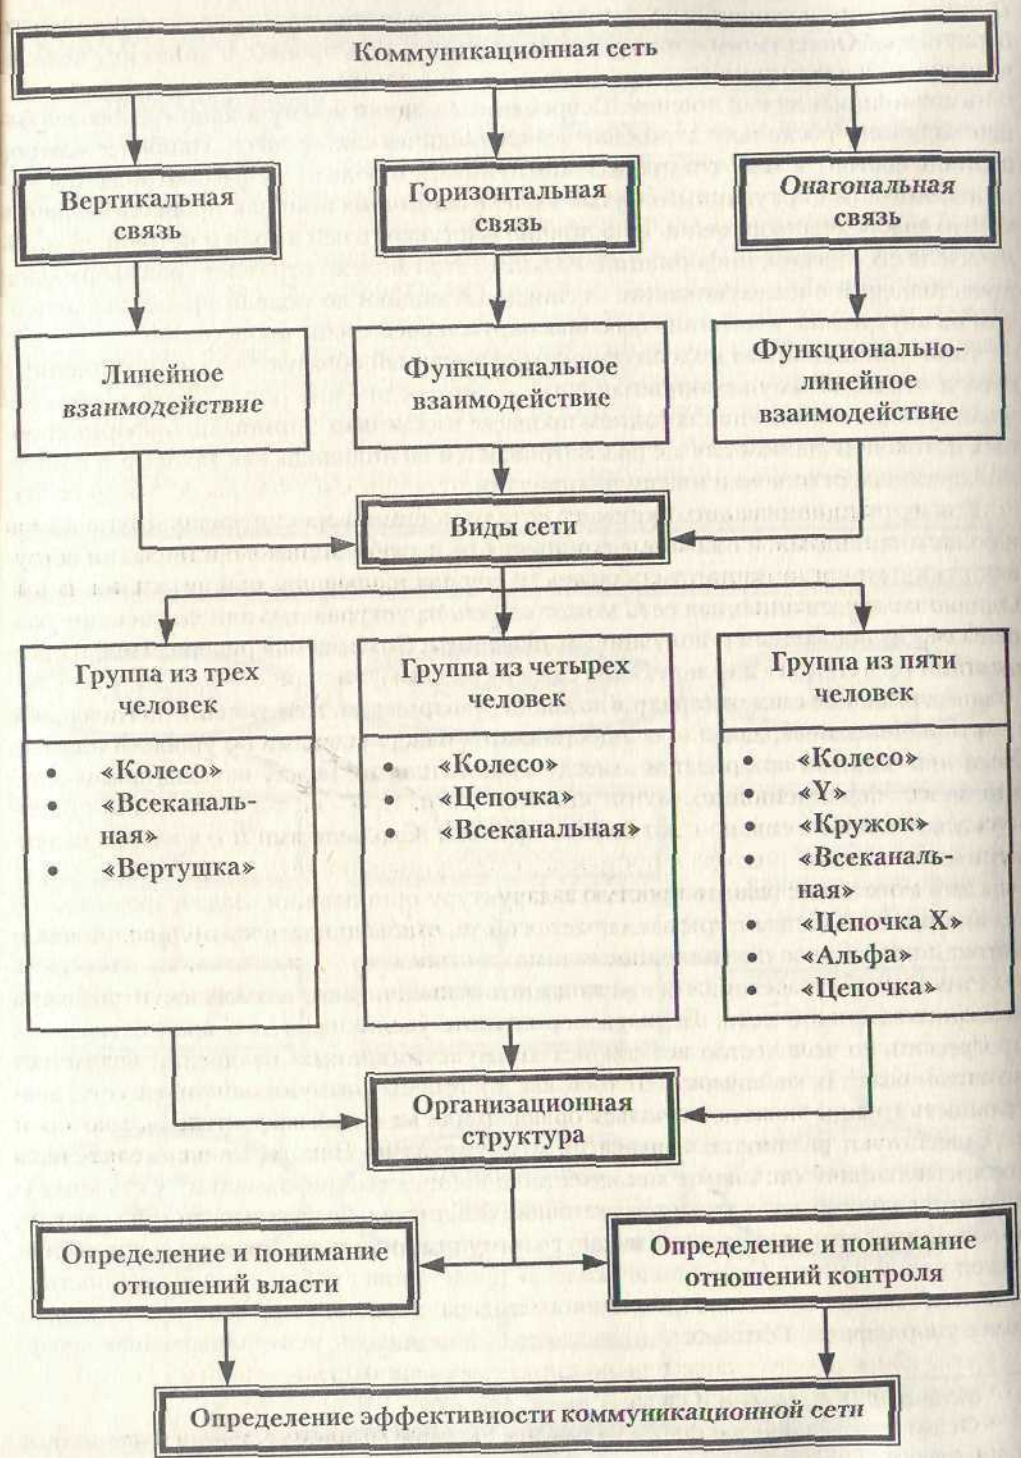 Коммуникационная сеть
Вертикальная
связь
Горизонтальная
связь
Онагональная
связь
Линейное
взаимодействие
Функциональное
взаимодействие
Функционально-
линейное
взаимодействие
Виды сети
Группа из трех
человек
• «Колесо»
• «Всеканаль-
ная»
• «Вертушка»
Группа из четырех
человек
• «Колесо»
• «Цепочка»
• «Всеканальная»
Группа из пяти
человек
• «Колесо»
• «Y»
• «Кружок»
• «Всеканаль-
ная»
• «Цепочка X»
• «Альфа»
• «Цепочка»
Организационная
структура
Определение и понимание
отношений власти
Определение и понимание
отношений контроля
Определение эффективности коммуникационной сети